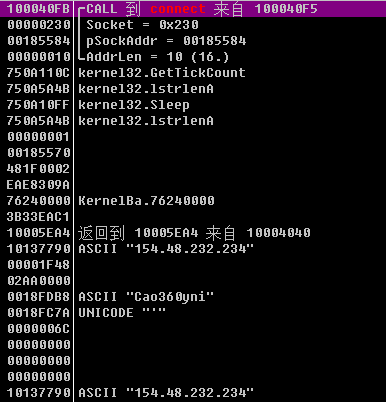 100040FB CALL 到 connect 来自 100040F5
00000230 Socket = 0x230
00185584 pSockAddr = 00185584
00000010 AddrLen = 10 (16.)
750A110C kernel32.GetTickCount
750A5A4B kernel32.lstrlenA
750A10FF kernel32.Sleep
750A5A4B kernel32.lstrlenA
00000001
00185570
481F0002
EAE8309A
76240000 KernelBa.76240000
3B33EAC1
10005EA4 返回到 10005EA4 来自 10004040
10137790 ASCII "154.48.232.234"
00001F48
02AA0000
0018FDB8 ASCII "Cao360yni"
0018FC7A UNICODE "'"
0000006C
00000000
00000000
00000000
10137790 ASCII "154.48.232.234"